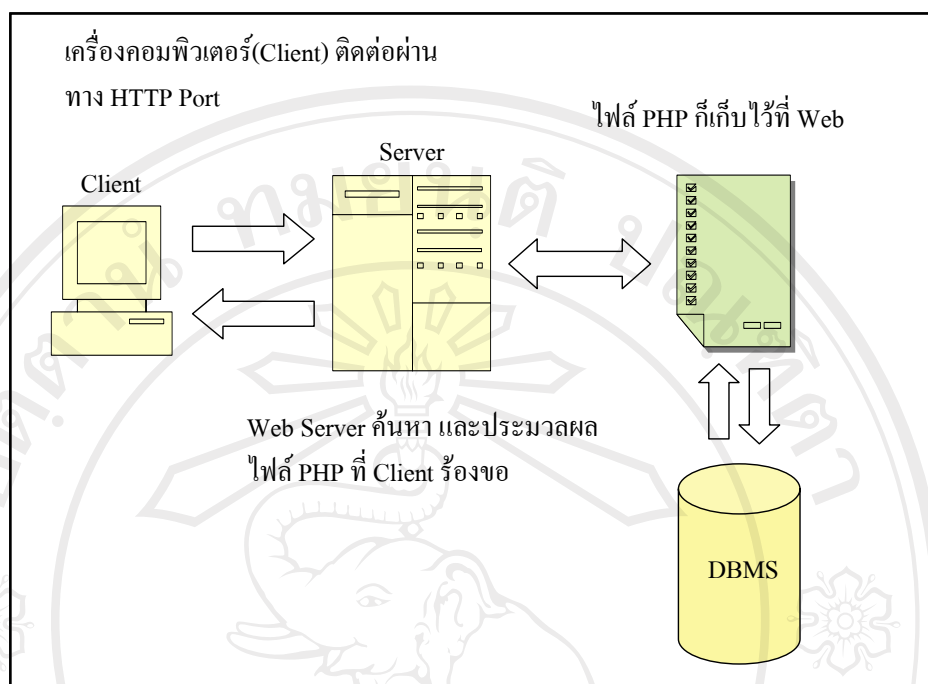 เครื่องคอมพิวเตอร์(Client) ติดต่อผ่าน
ทาง HTTP Port
ไฟล์ PHP ก็เก็บไว้ที่ Web
Server
Client
Web Server ค้นหา และประมวลผล
ไฟล์ PHP ที่ Client ร้องขอ
DBMS